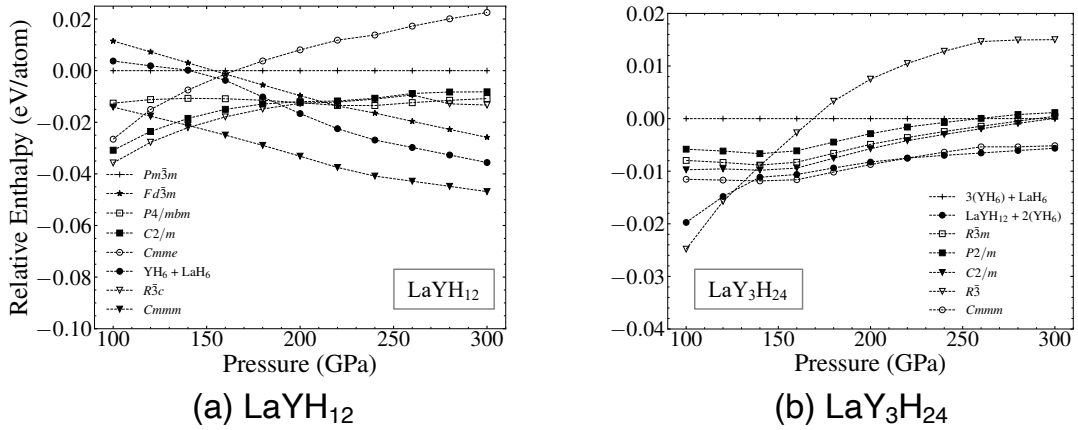 Relative Enthalpy (eV/atom)
0.02
0.00
−0.02
−0.04
−0.06
−0.08
−0.10
Pm3̄m
Fd3̄m
P4/mbm
C2/m
Cmme
YH₆ + LaH₆
R3̄c
Cmmm
LaYH₁₂
100 150 200 250 300
Pressure (GPa)
(a) LaYH₁₂
0.02
0.01
0.00
−0.01
−0.02
−0.03
−0.04
3(YH₆) + LaH₆
LaYH₁₂ + 2(YH₆)
R3̄m
P2/m
C2/m
R3̄
Cmmm
LaY₃H₂₄
100 150 200 250 300
Pressure (GPa)
(b) LaY₃H₂₄